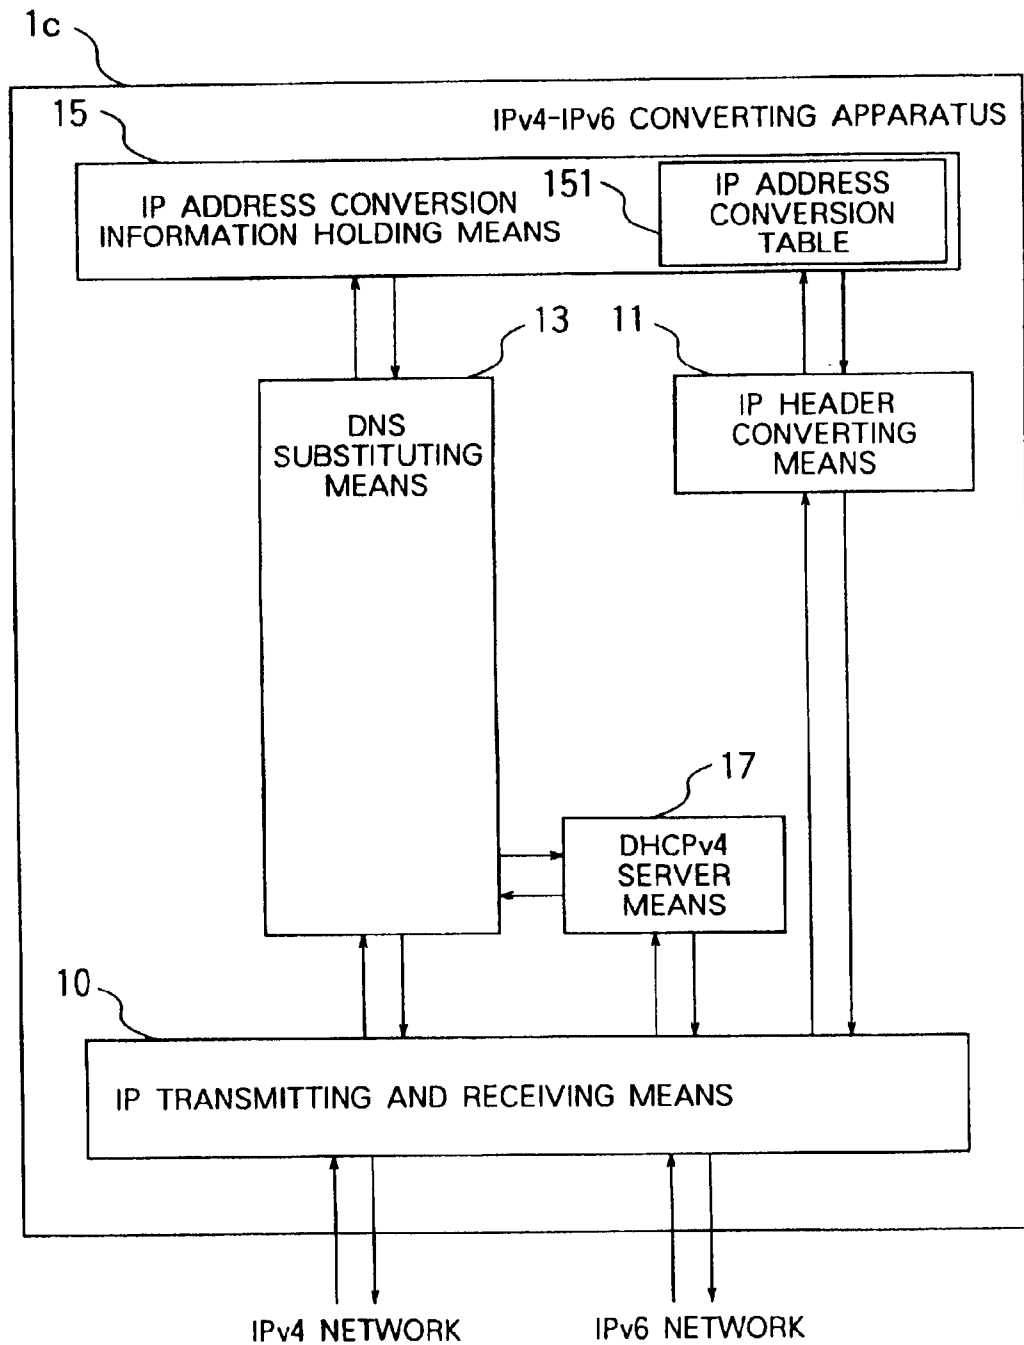 1c
IPv4-IPv6 CONVERTING APPARATUS
15
IP ADDRESS CONVERSION
INFORMATION HOLDING MEANS
151
IP ADDRESS
CONVERSION
TABLE
13
11
DNS
SUBSTITUTING
MEANS
IP HEADER
CONVERTING
MEANS
17
DHCPv4
SERVER
MEANS
10
IP TRANSMITTING AND RECEIVING MEANS
IPv4 NETWORK
IPv6 NETWORK